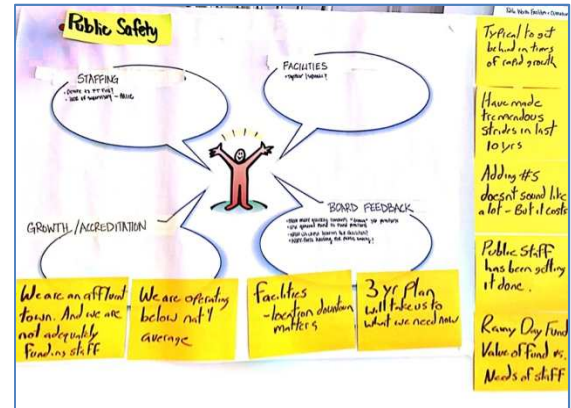 Public Safety
STAFFING
FACILITIES
GROWTH/ACCREDITATION
BOARD FEEDBACK
We are an affluent
town. And we are
not adequately
funding staff
We are operating
below nat'l
average
Facilities
-location downtown
matters
3 yr Plan
will take us to
what we need now
Typical to get
behind in times
of rapid growth
Have made
tremendous
strides in last
10 yrs
Adding #s
doesnt sound like
a lot - But it costs
Public Staff
has been getting
it done.
Rainy Day Fund
Value of Fund vs.
Needs of staff